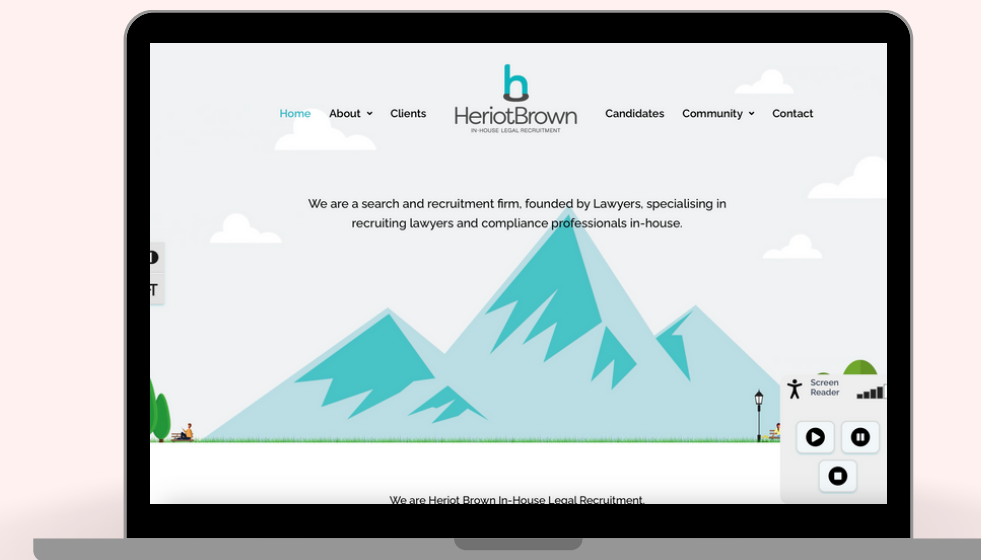 h
Home About Clients
HeriotBrown
IN-HOUSE LEGAL RECRUITMENT
Candidates Community Contact
We are a search and recruitment firm, founded by Lawyers, specialising in
recruiting lawyers and compliance professionals in-house.
T
Screen
Reader
We are Heriot Brown In-House Legal Recruitment.